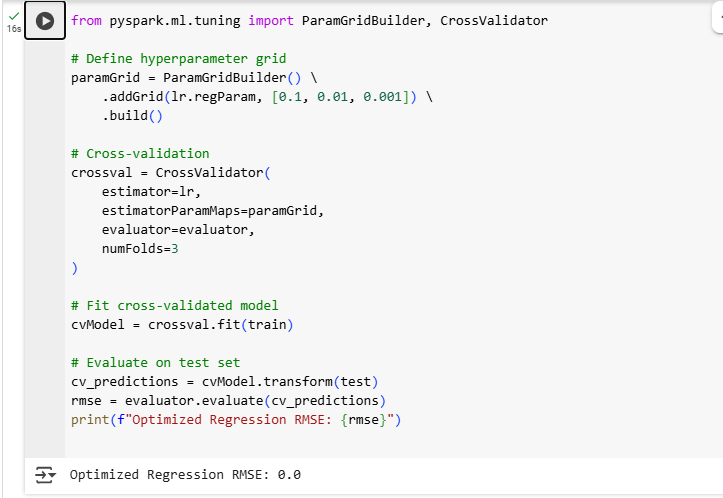 16s
from pyspark.ml.tuning import ParamGridBuilder, CrossValidator
# Define hyperparameter grid
paramGrid = ParamGridBuilder() \
    .addGrid(lr.regParam, [0.1, 0.01, 0.001]) \
    .build()
# Cross-validation
crossval = CrossValidator(
    estimator=lr,
    estimatorParamMaps=paramGrid,
    evaluator=evaluator,
    numFolds=3
)
# Fit cross-validated model
cvModel = crossval.fit(train)
# Evaluate on test set
cv_predictions = cvModel.transform(test)
rmse = evaluator.evaluate(cv_predictions)
print(f"Optimized Regression RMSE: {rmse}")
Optimized Regression RMSE: 0.0